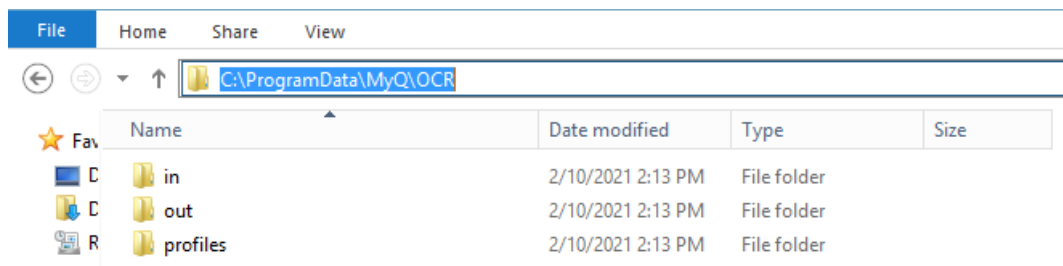 File Home Share View
C:\ProgramData\MyQ\OCR
Name Date modified Type Size
Fav
D
in 2/10/2021 2:13 PM File folder
D
out 2/10/2021 2:13 PM File folder
R
profiles 2/10/2021 2:13 PM File folder